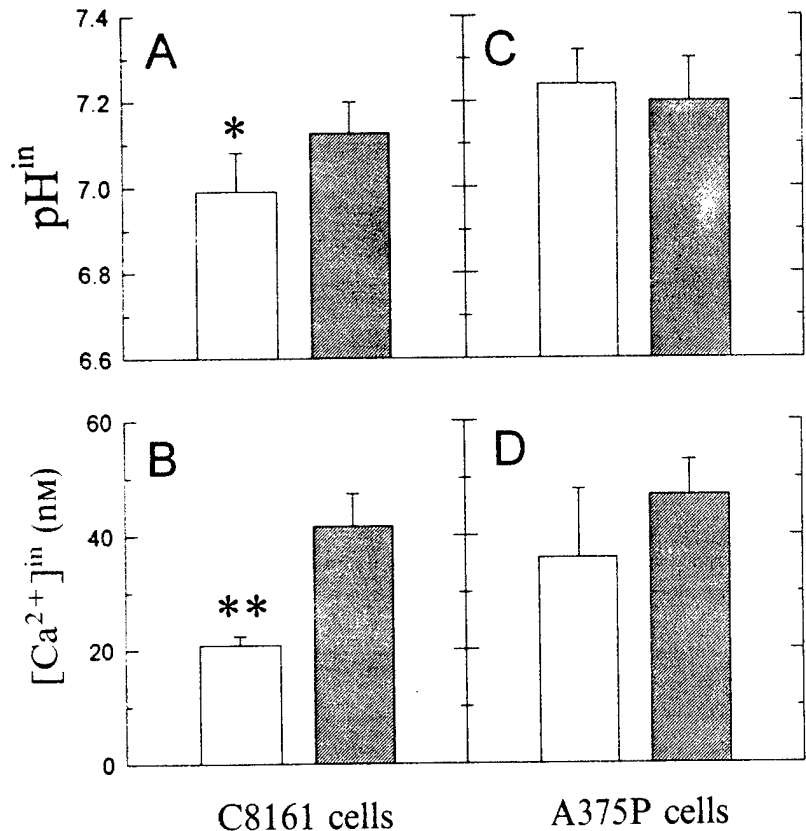 A
C
7.4
7.2
7.0
6.8
6.6
pH^in
*
B
D
60
40
20
0
[Ca^2+]^in (nM)
**
C8161 cells
A375P cells